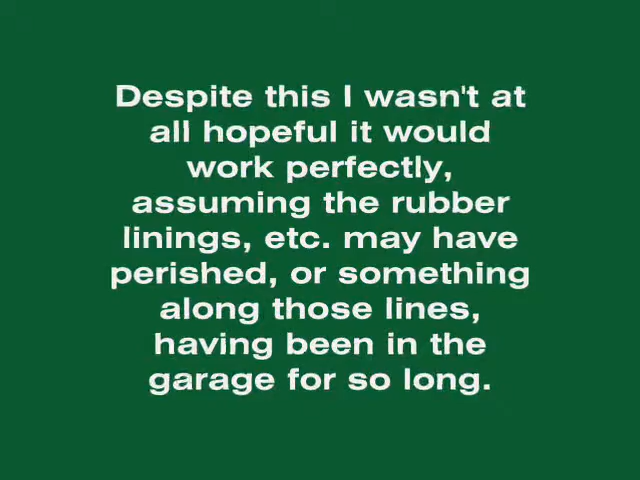 Despite this I wasn't at
all hopeful it would
work perfectly,
assuming the rubber
linings, etc. may have
perished, or something
along those lines,
having been in the
garage for so long.